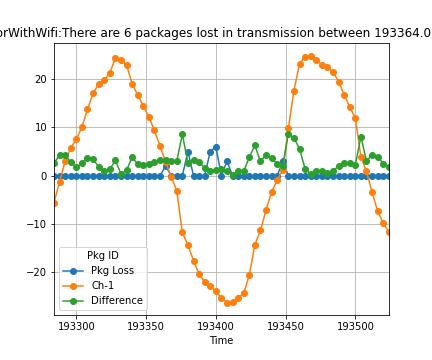 orWithWifi:There are 6 packages lost in transmission between 193364.0
20
10
0
−10
−20
Pkg ID
Pkg Loss
Ch-1
Difference
193300 193350 193400 193450 193500
Time